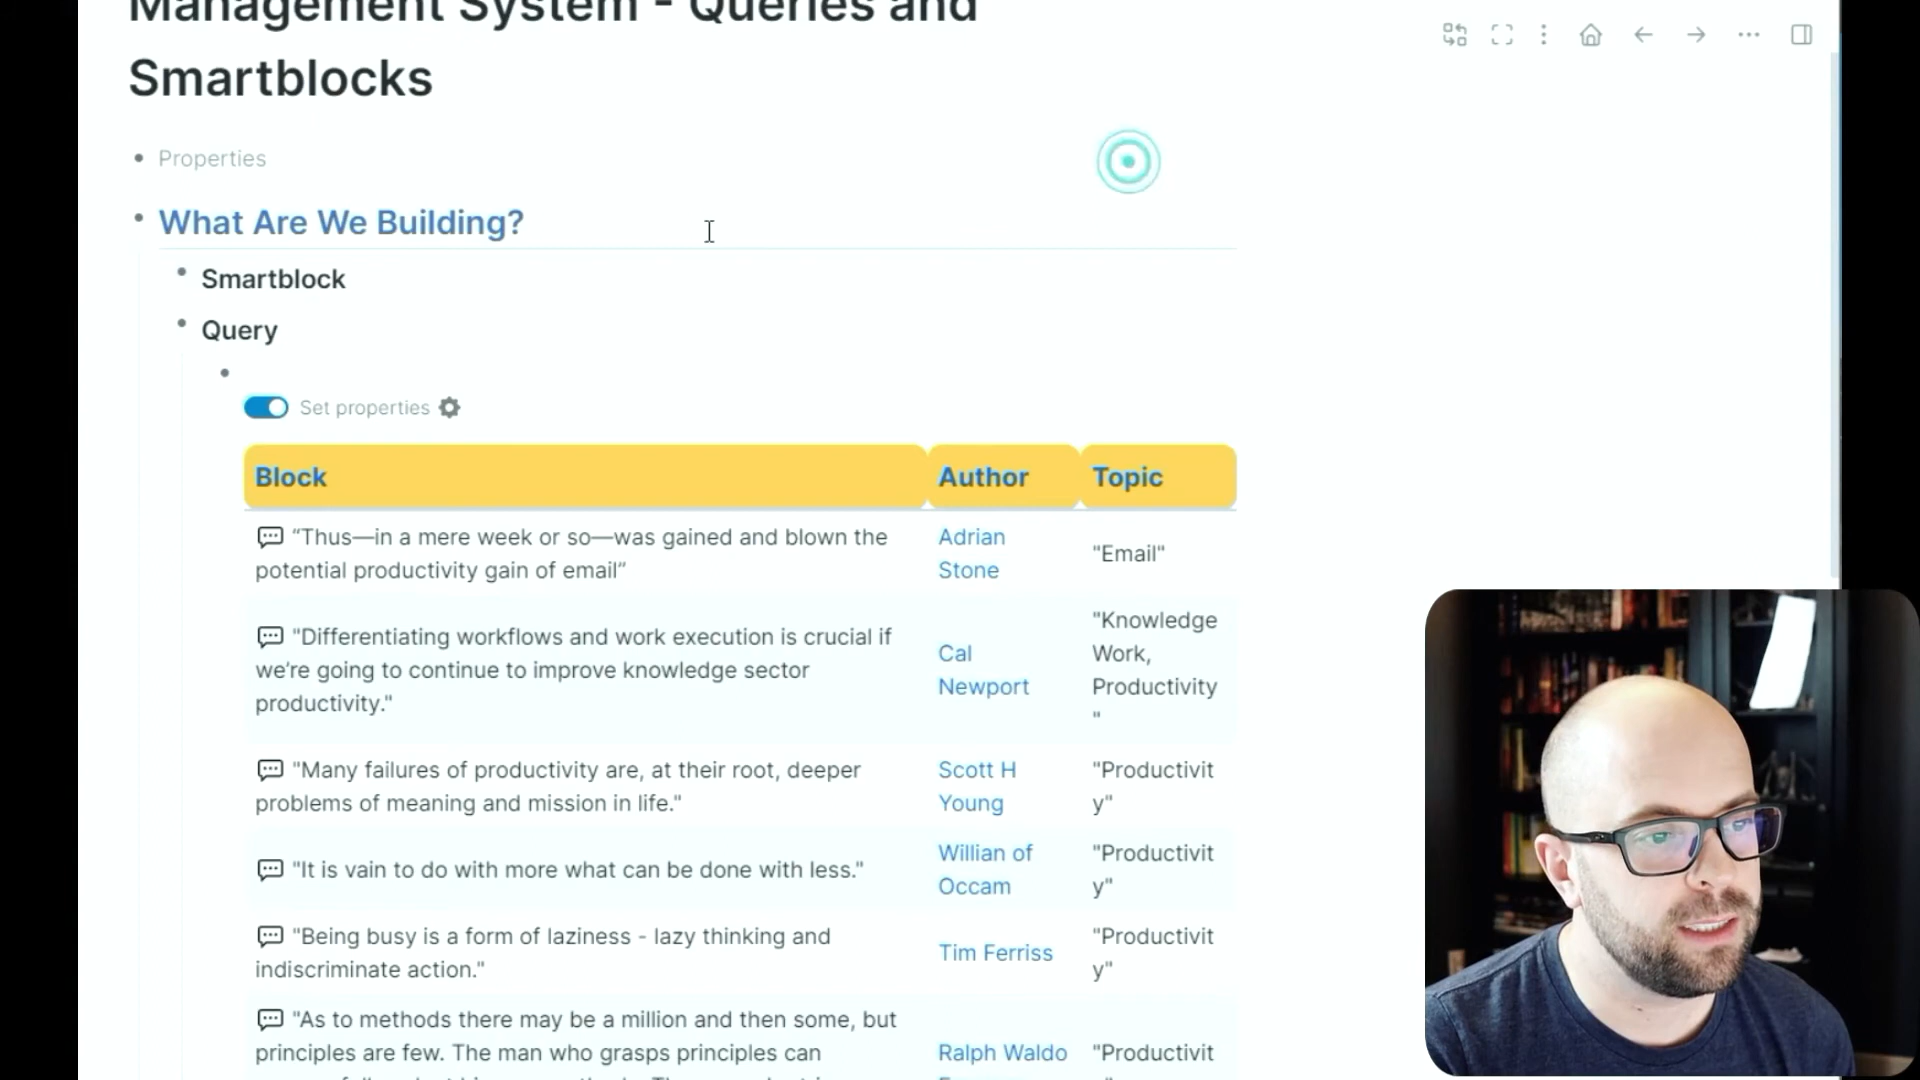 Management System - Queries and
Smartblocks
Properties
What Are We Building?
Smartblock
Query
Set properties
Block Author Topic
“Thus—in a mere week or so—was gained and blown the
potential productivity gain of email”
Adrian
Stone
"Email"
"Differentiating workflows and work execution is crucial if
we’re going to continue to improve knowledge sector
productivity."
Cal
Newport
"Knowledge
Work,
Productivity
"
"Many failures of productivity are, at their root, deeper
problems of meaning and mission in life."
Scott H
Young
"Productivit
y"
"It is vain to do with more what can be done with less."
Willian of
Occam
"Productivit
y"
"Being busy is a form of laziness - lazy thinking and
indiscriminate action."
Tim Ferriss
"Productivit
y"
"As to methods there may be a million and then some, but
principles are few. The man who grasps principles can
Ralph Waldo
"Productivit